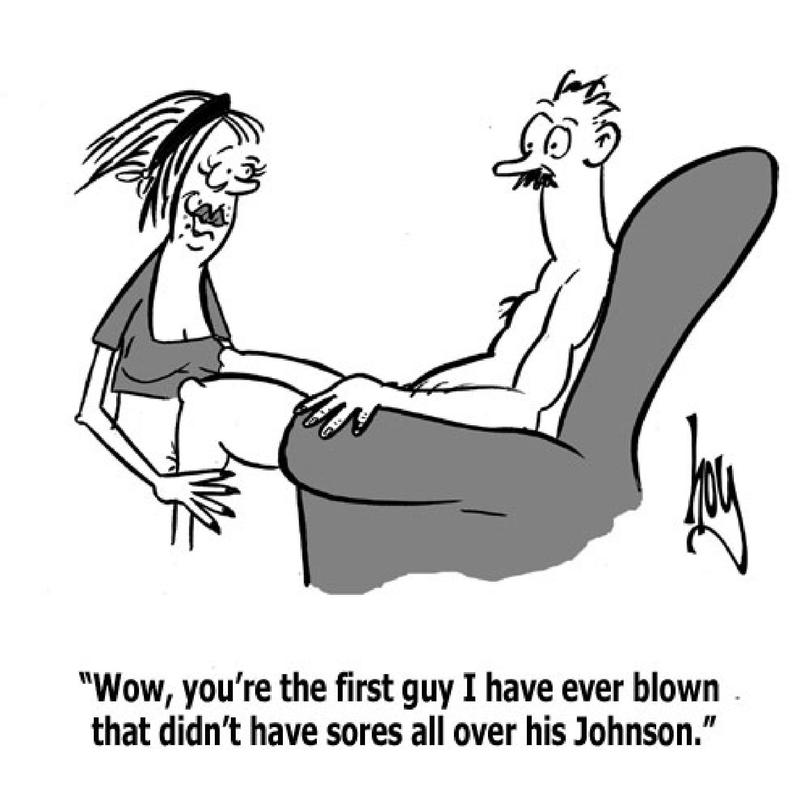 hoy
“Wow, you’re the first guy I have ever blown
that didn’t have sores all over his Johnson.”